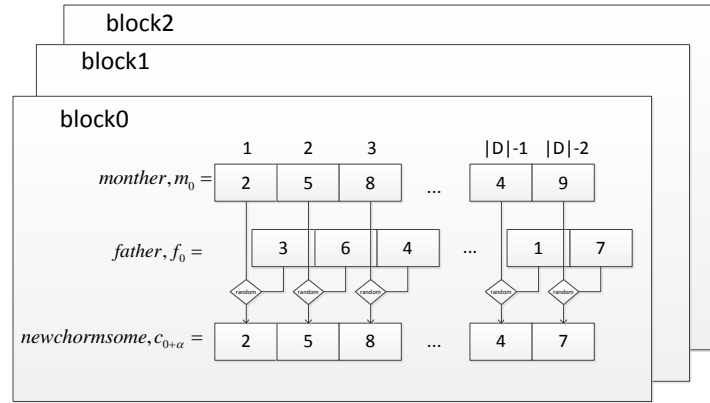 block2
block1
block0
1 2 3 |D|-1 |D|-2
monther, m0 = 2 5 8 ... 4 9
father, f0 = 3 6 4 ... 1 7
random random random random random
newchormsome, c0+α = 2 5 8 ... 4 7